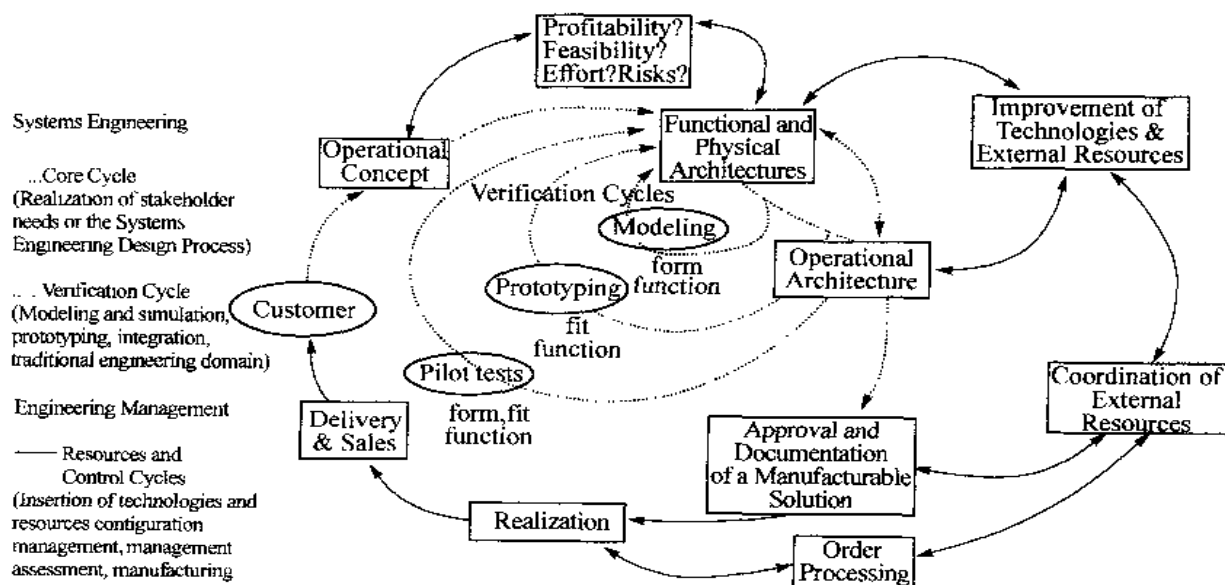 Profitability?
Feasibility?
Effort?Risks?
Systems Engineering
...Core Cycle
(Realization of stakeholder
needs or the Systems
Engineering Design Process)
.. . . Verification Cycle
(Modeling and simulation,
prototyping, integration,
traditional engineering domain)
Engineering Management
Resources and
Control Cycles
(Insertion of technologies and
resources contiguration
management, management
assessment, manufacturing
Operational
Concept
Functional and
Physical
Architectures
Improvement of
Technologies &
External Resources
Verification Cycles
Modeling
form
function
Operational
Architecture
Customer
Prototyping
fit
function
Pilot tests
form,fit
function
Delivery
& Sales
Coordination of
External
Resources
Approval and
Documentation
of a Manufacturable
Solution
Realization
Order
Processing